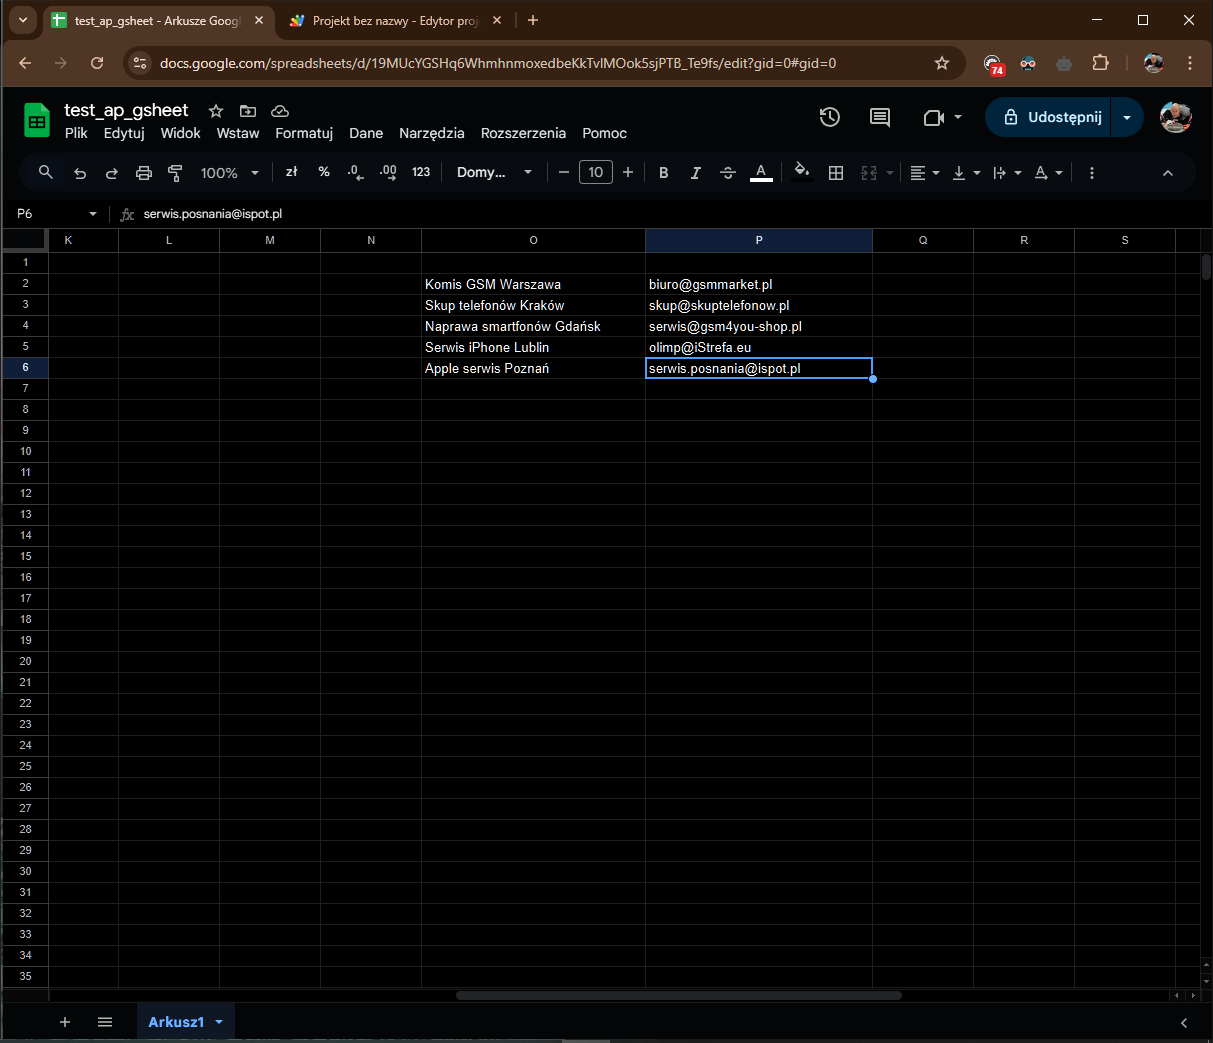 test_ap_gsheet - Arkusze Googl
Projekt bez nazwy - Edytor proj
docs.google.com/spreadsheets/d/19MUcYGSHq6WhmhnmoxedbeKkTvlMOok5sjPTB_Te9fs/edit?gid=0#gid=0
74
test_ap_gsheet
Plik Edytuj Widok Wstaw Formatuj Dane Narzędzia Rozszerzenia Pomoc
Udostępnij
100% zł % .0 .00 123 Domy... 10 B I S A A
P6 fx serwis.posnania@ispot.pl
K L M N O P Q R S
1
2 Komis GSM Warszawa biuro@gsmmarket.pl
3 Skup telefonów Kraków skup@skuptelefonow.pl
4 Naprawa smartfonów Gdańsk serwis@gsm4you-shop.pl
5 Serwis iPhone Lublin olimp@iStrefa.eu
6 Apple serwis Poznań serwis.posnania@ispot.pl
7
8
9
10
11
12
13
14
15
16
17
18
19
20
21
22
23
24
25
26
27
28
29
30
31
32
33
34
35
Arkusz1